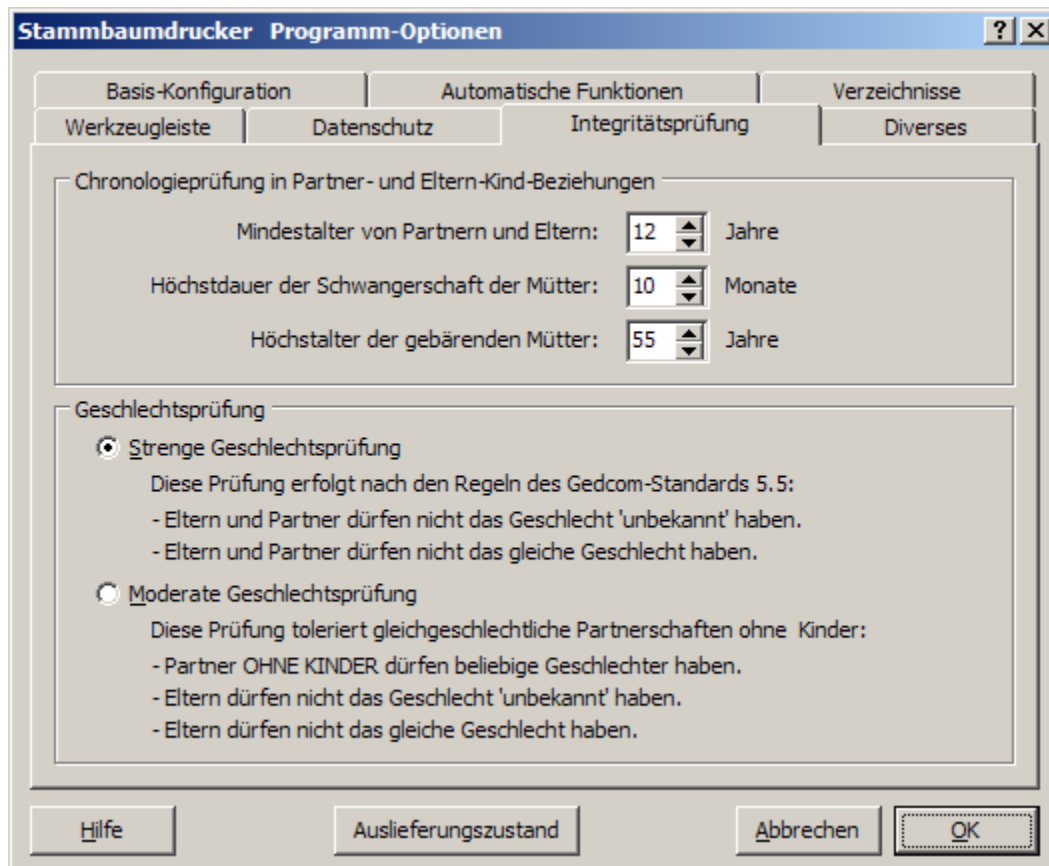 Stammbaumdrucker Programm-Optionen
Basis-Konfiguration Automatische Funktionen Verzeichnisse
Werkzeugleiste Datenschutz Integritätsprüfung Diverses
Chronologieprüfung in Partner- und Eltern-Kind-Beziehungen
Mindestalter von Partnern und Eltern: 12 Jahre
Höchstdauer der Schwangerschaft der Mütter: 10 Monate
Höchstalter der gebärenden Mütter: 55 Jahre
Geschlechtsprüfung
Strenge Geschlechtsprüfung
Diese Prüfung erfolgt nach den Regeln des Gedcom-Standards 5.5:
- Eltern und Partner dürfen nicht das Geschlecht 'unbekannt' haben.
- Eltern und Partner dürfen nicht das gleiche Geschlecht haben.
Moderate Geschlechtsprüfung
Diese Prüfung toleriert gleichgeschlechtliche Partnerschaften ohne Kinder:
- Partner OHNE KINDER dürfen beliebige Geschlechter haben.
- Eltern dürfen nicht das Geschlecht 'unbekannt' haben.
- Eltern dürfen nicht das gleiche Geschlecht haben.
Hilfe Auslieferungszustand Abbrechen OK